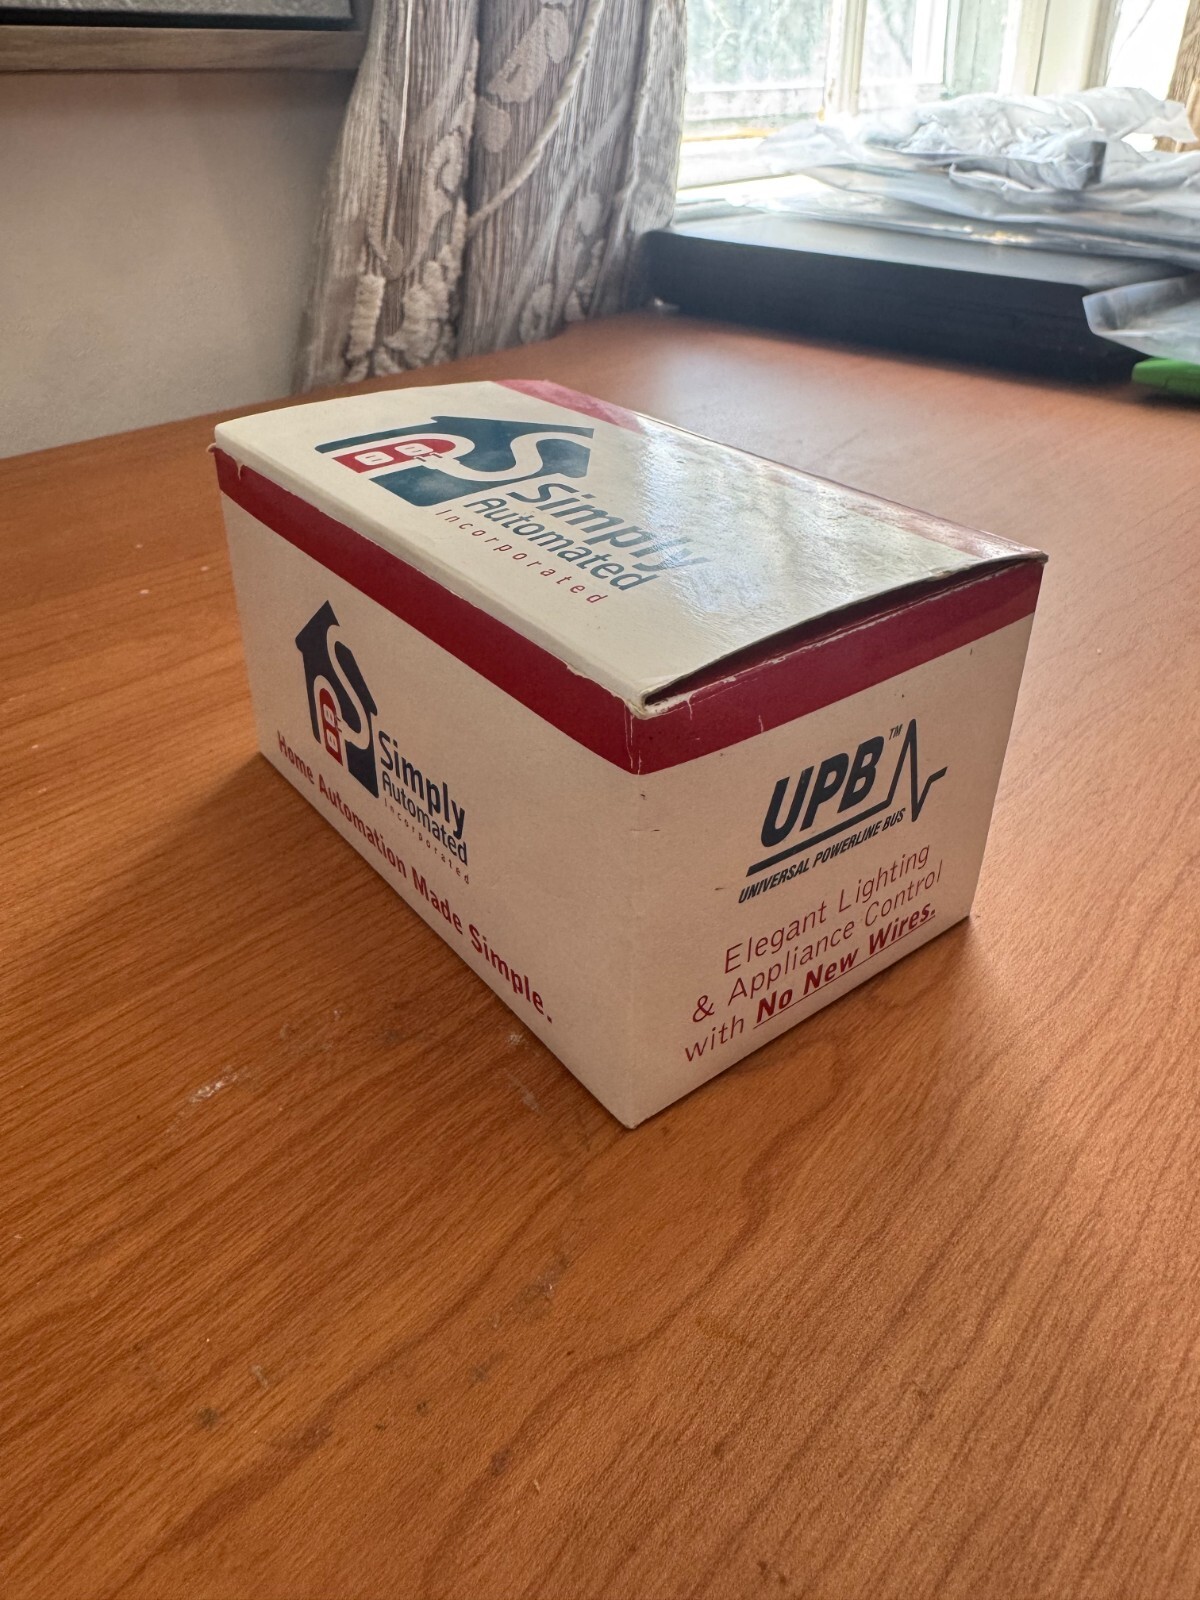 Simply
Automated
Incorporated
Simply
Automated
Incorporated
Home Automation Made Simple.
UPB™
UNIVERSAL POWERLINE BUS
Elegant Lighting
& Appliance Control
with No New Wires.